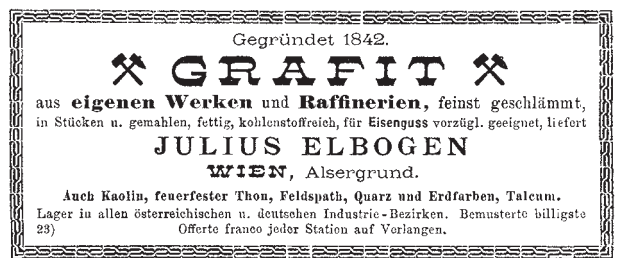 Gegründet 1842.
GRAFIT
aus eigenen Werken und Raffinerien, feinst geschlämmt,
in Stücken u. gemahlen, fettig, kohlenstoffreich, für Eisenguss vorzügl. geeignet, liefert
JULIUS ELBOGEN
WIEN, Alsergrund.
Auch Kaolin, feuerfester Thon, Feldspath, Quarz und Erdfarben, Talcum.
Lager in allen österreichischen u. deutschen Industrie-Bezirken. Bemusterte billigste
23) Offerte franco jeder Station auf Verlangen.